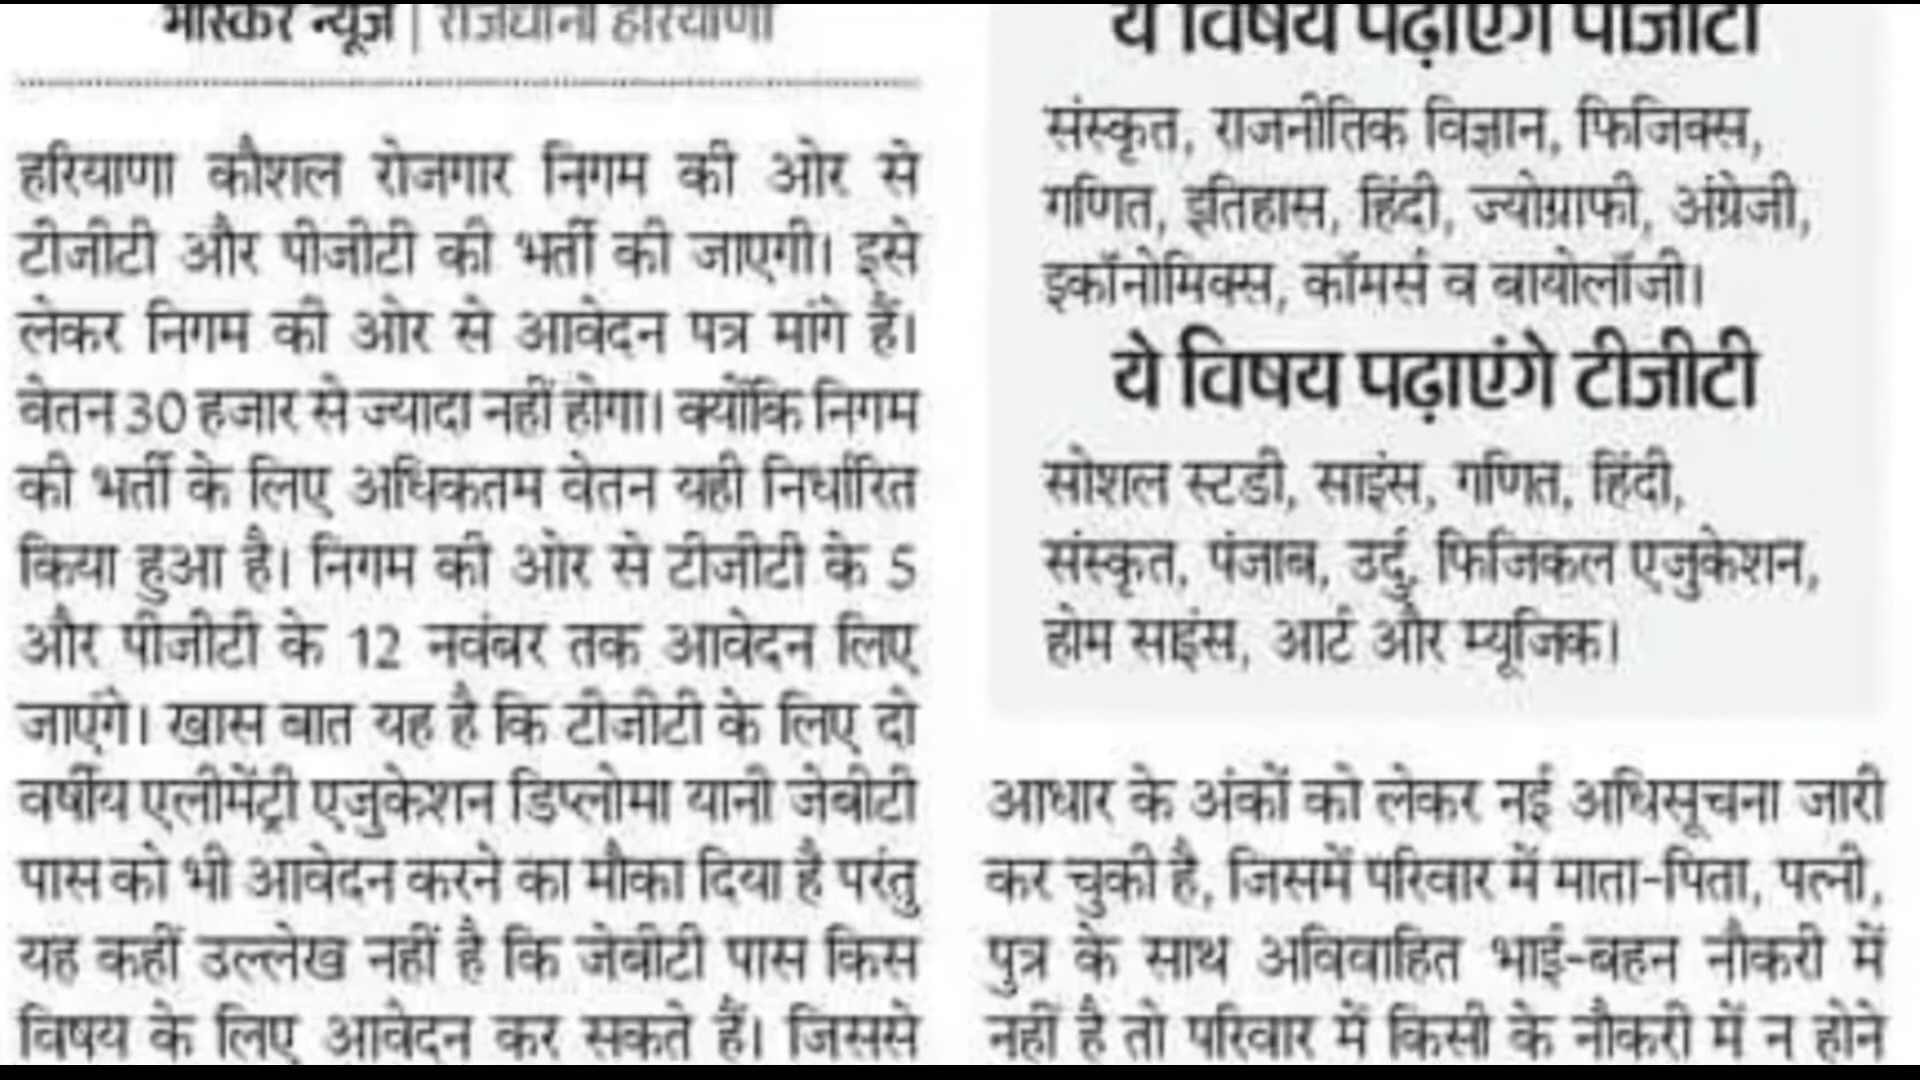 भास्कर न्यूज | राजधानी हरियाणा
हरियाणा कौशल रोजगार निगम की ओर से
टीजीटी और पीजीटी की भर्ती की जाएगी। इसे
लेकर निगम की ओर से आवेदन पत्र मांगे हैं।
वेतन 30 हजार से ज्यादा नहीं होगा। क्योंकि निगम
की भर्ती के लिए अधिकतम वेतन यही निर्धारित
किया हुआ है। निगम की ओर से टीजीटी के 5
और पीजीटी के 12 नवंबर तक आवेदन लिए
जाएंगे। खास बात यह है कि टीजीटी के लिए दो
वर्षीय एलीमेंट्री एजुकेशन डिप्लोमा यानी जेबीटी
पास को भी आवेदन करने का मौका दिया है परंतु
यह कहीं उल्लेख नहीं है कि जेबीटी पास किस
विषय के लिए आवेदन कर सकते हैं। जिससे
ये विषय पढ़ाएंगे पीजीटी
संस्कृत, राजनीतिक विज्ञान, फिजिक्स,
गणित, इतिहास, हिंदी, ज्योग्राफी, अंग्रेजी,
इकॉनोमिक्स, कॉमर्स व बायोलॉजी।
ये विषय पढ़ाएंगे टीजीटी
सोशल स्टडी, साइंस, गणित, हिंदी,
संस्कृत, पंजाब, उर्दु, फिजिकल एजुकेशन,
होम साइंस, आर्ट और म्यूजिक।
आधार के अंकों को लेकर नई अधिसूचना जारी
कर चुकी है, जिसमें परिवार में माता-पिता, पत्नी,
पुत्र के साथ अविवाहित भाई-बहन नौकरी में
नहीं है तो परिवार में किसी के नौकरी में न होने